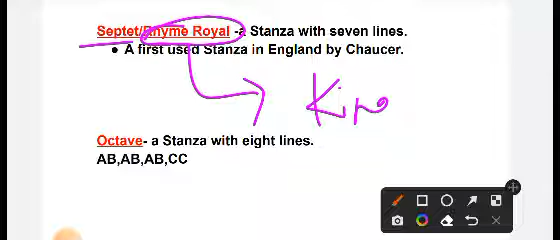 Septet/Rhyme Royal -a Stanza with seven lines.
• A first used Stanza in England by Chaucer.
Octave- a Stanza with eight lines.
AB,AB,AB,CC